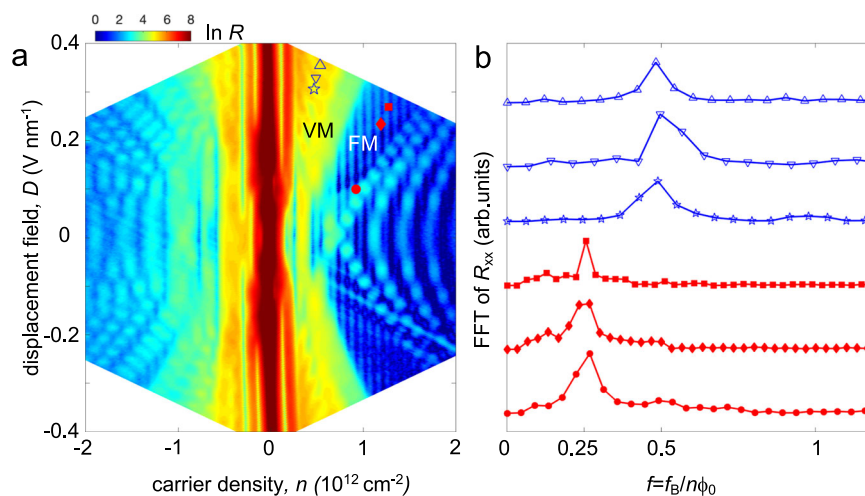 0 2 4 6 8 ln R
a
b
0.4
0.2
0
-0.2
-0.4
displacement field, D (V nm⁻¹)
VM
FM
-2 -1 0 1 2
carrier density, n (10¹² cm⁻²)
FFT of Rxx (arb.units)
0 0.25 0.5 1
f=fB/nϕ0